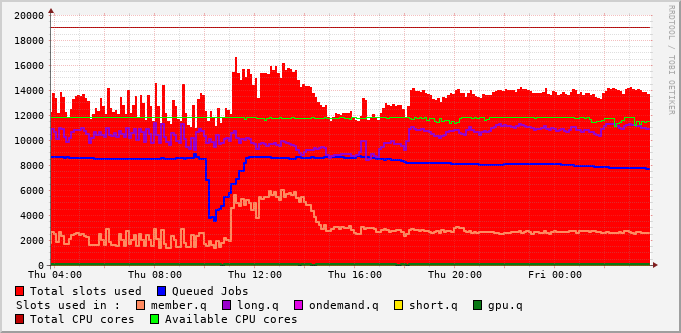 RRDTOOL / TOBI OETIKER
20000
18000
16000
14000
12000
10000
8000
6000
4000
2000
0
Thu 04:00 Thu 08:00 Thu 12:00 Thu 16:00 Thu 20:00 Fri 00:00
Total slots used Queued Jobs
Slots used in : member.q long.q ondemand.q short.q gpu.q
Total CPU cores Available CPU cores